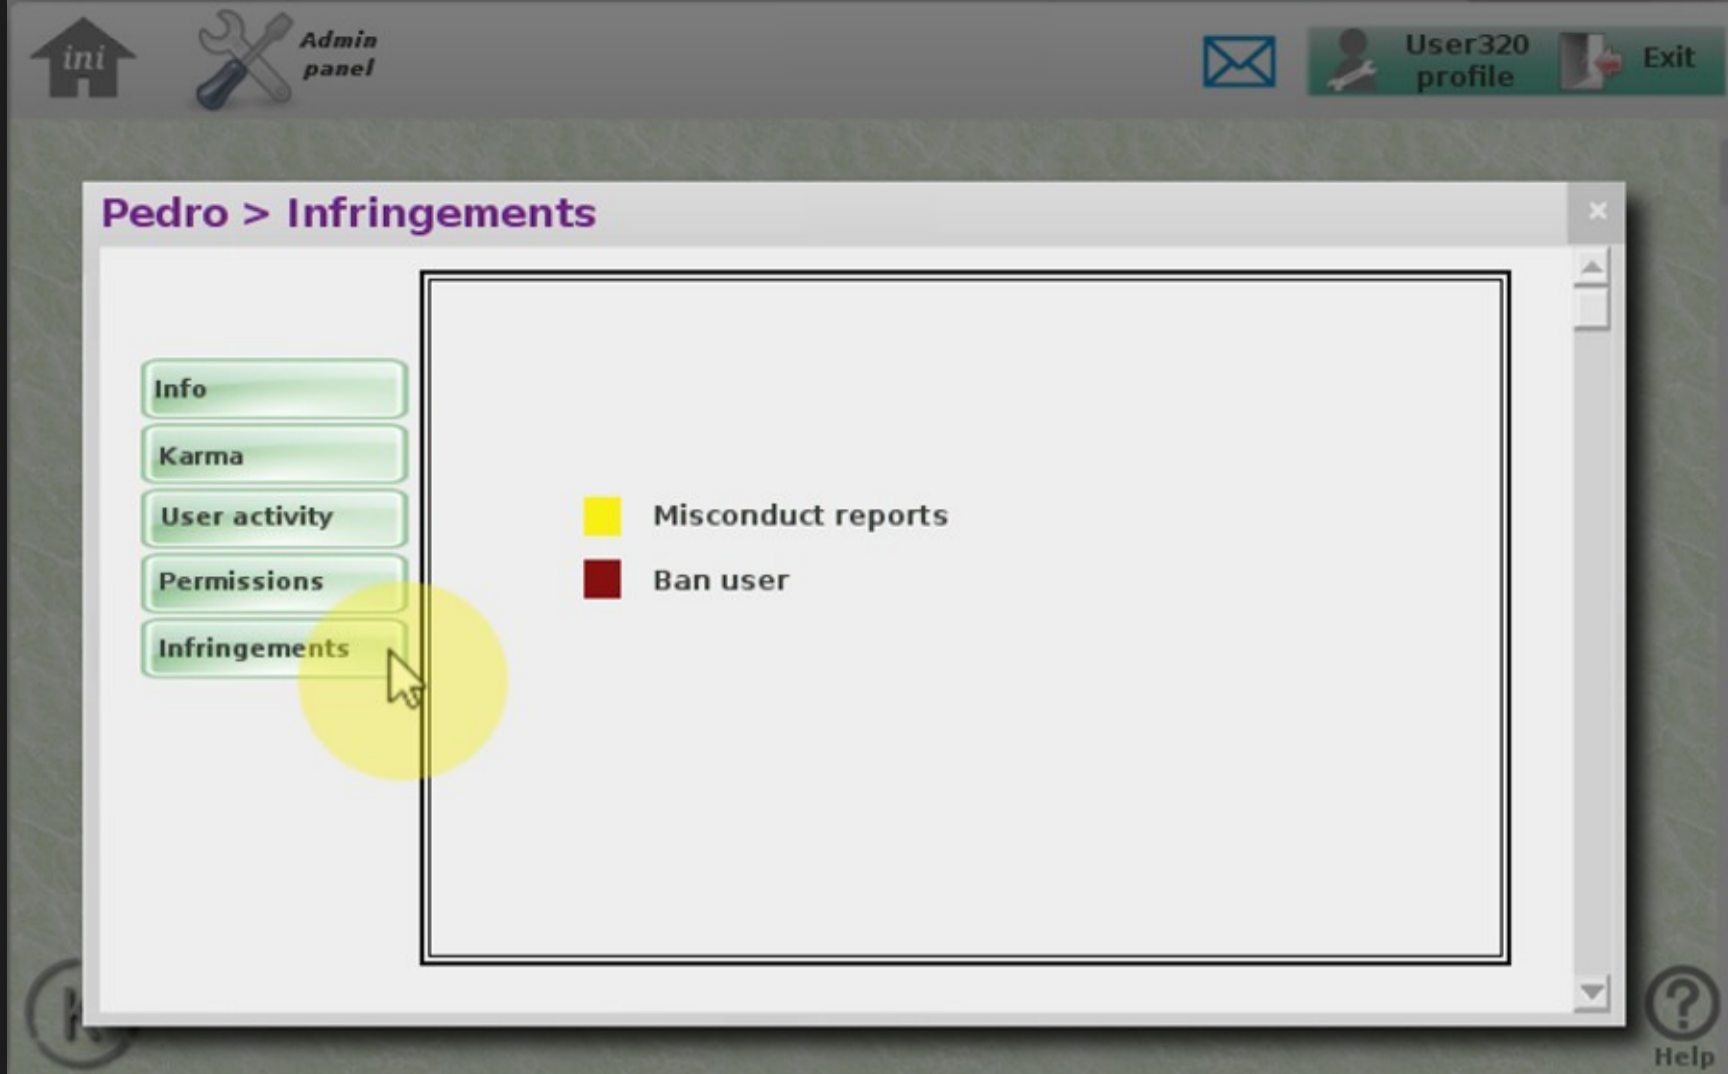 ini
Admin
panel
User320
profile
Exit
Pedro > Infringements
Info
Karma
User activity
Permissions
Infringements
Misconduct reports
Ban user
K
Help